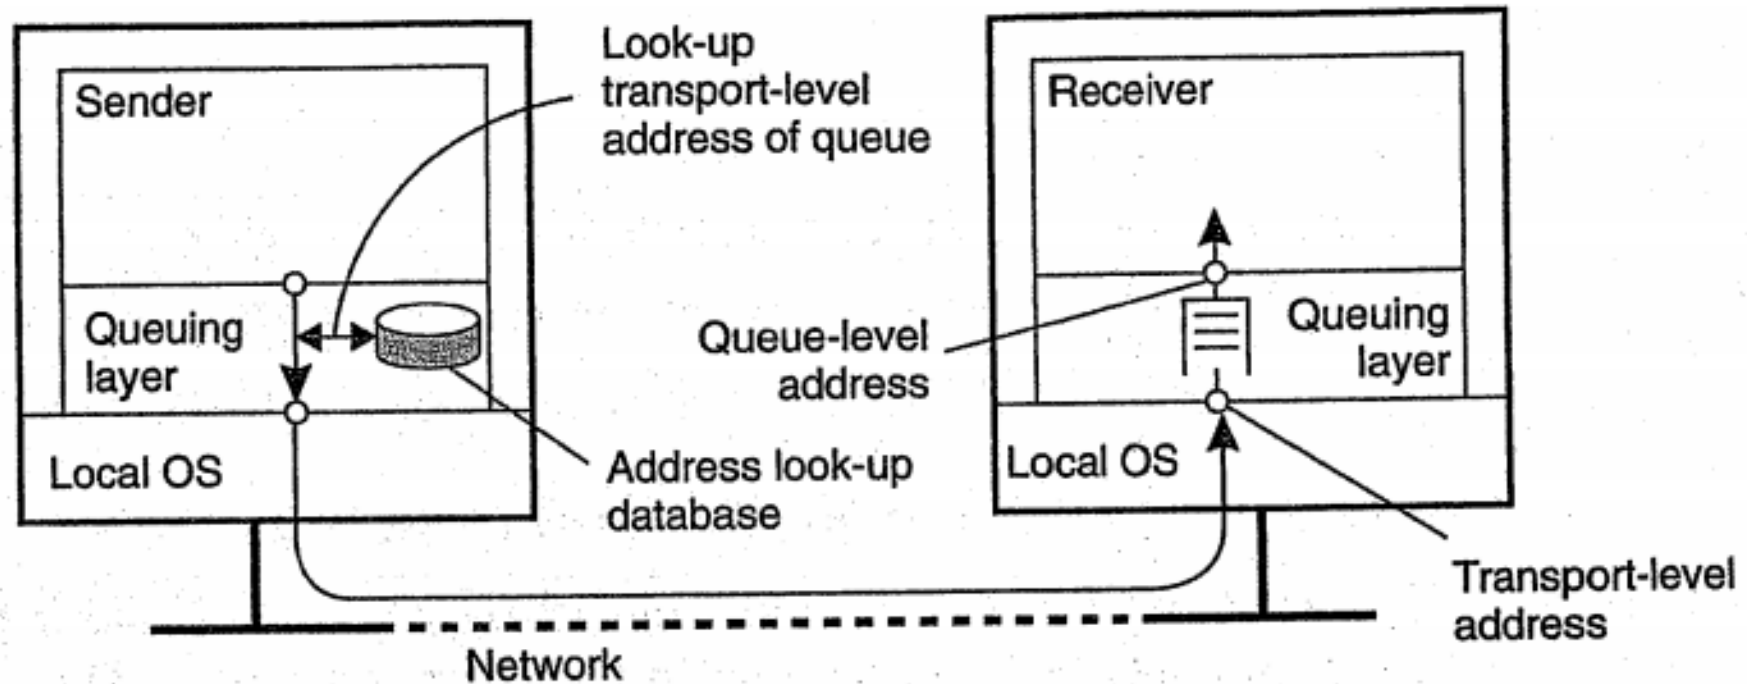 Sender
Look-up
transport-level
address of queue
Receiver
Queuing
layer
Queue-level
address
Queuing
layer
Local OS
Address look-up
database
Local OS
Transport-level
address
Network